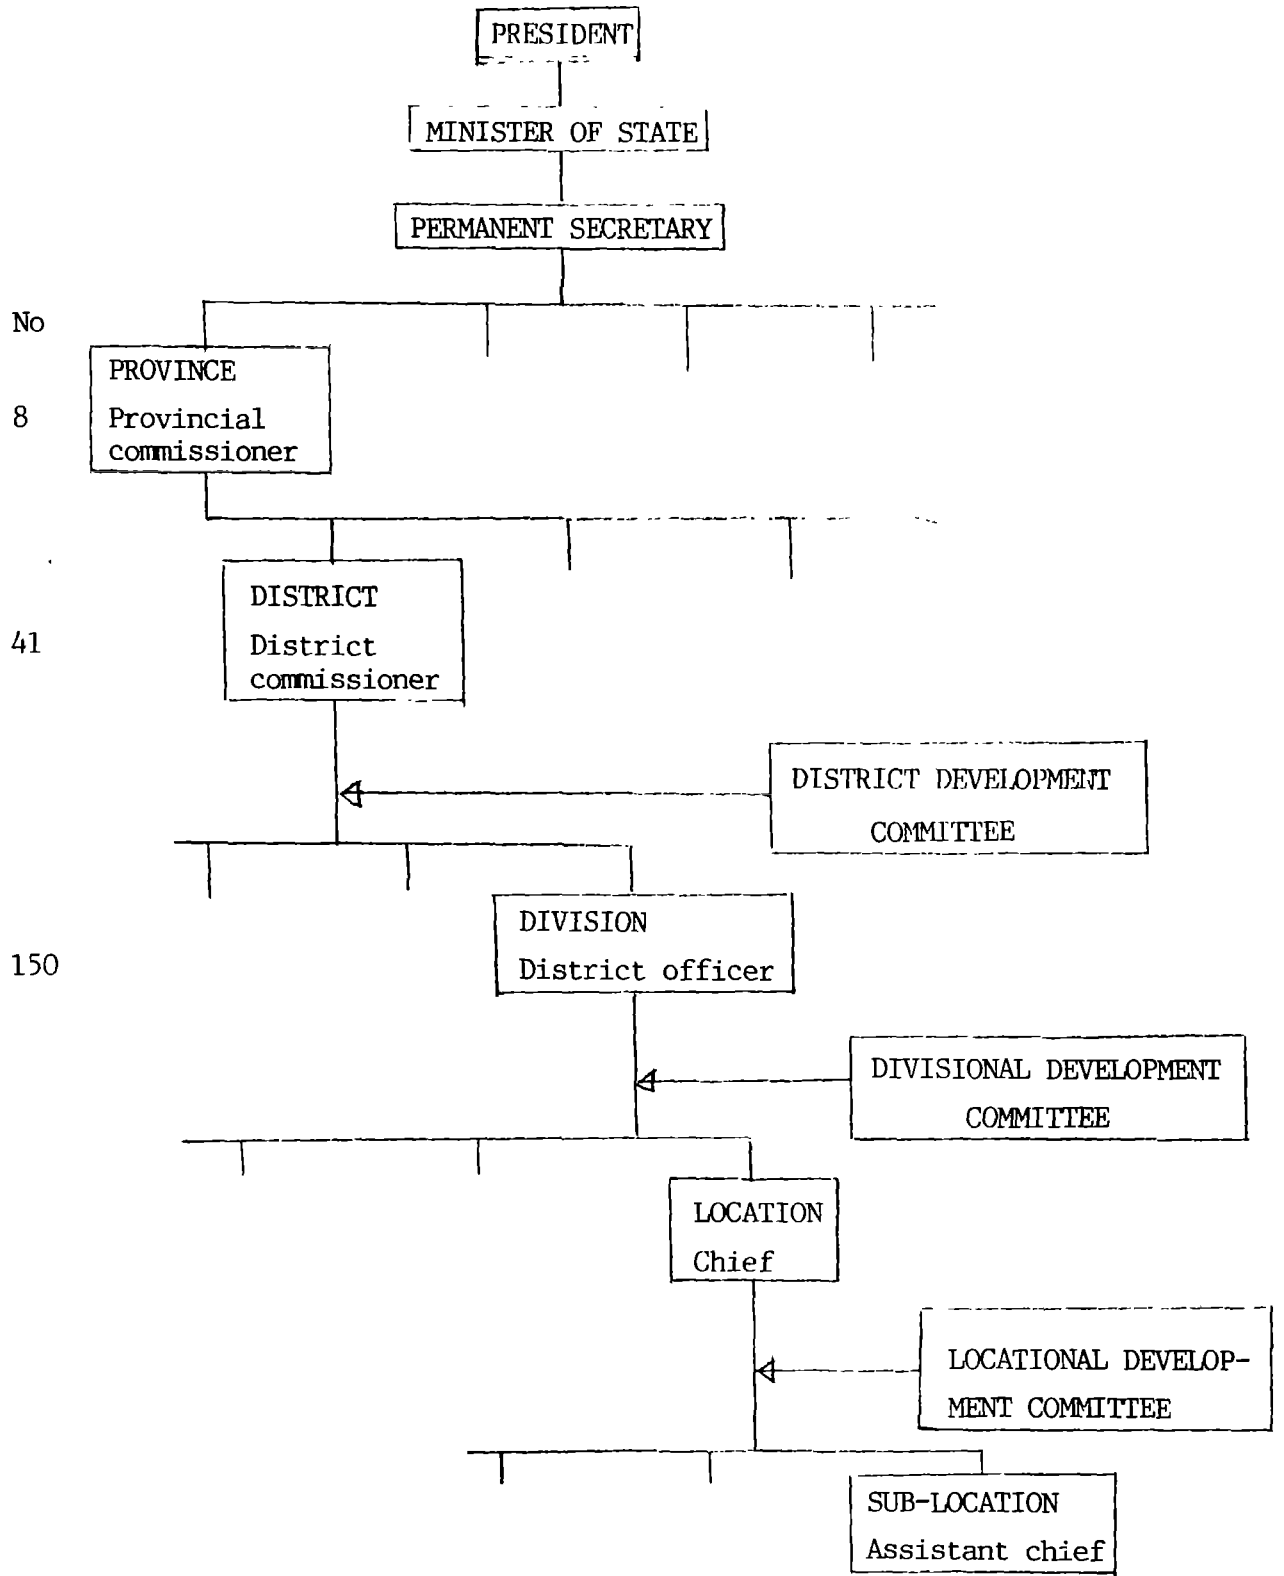 PRESIDENT
MINISTER OF STATE
PERMANENT SECRETARY
No
PROVINCE
8
Provincial
commissioner
DISTRICT
41
District
commissioner
DISTRICT DEVELOPMENT
COMMITTEE
DIVISION
150
District officer
DIVISIONAL DEVELOPMENT
COMMITTEE
LOCATION
Chief
LOCATIONAL DEVELOP-
MENT COMMITTEE
SUB-LOCATION
Assistant chief